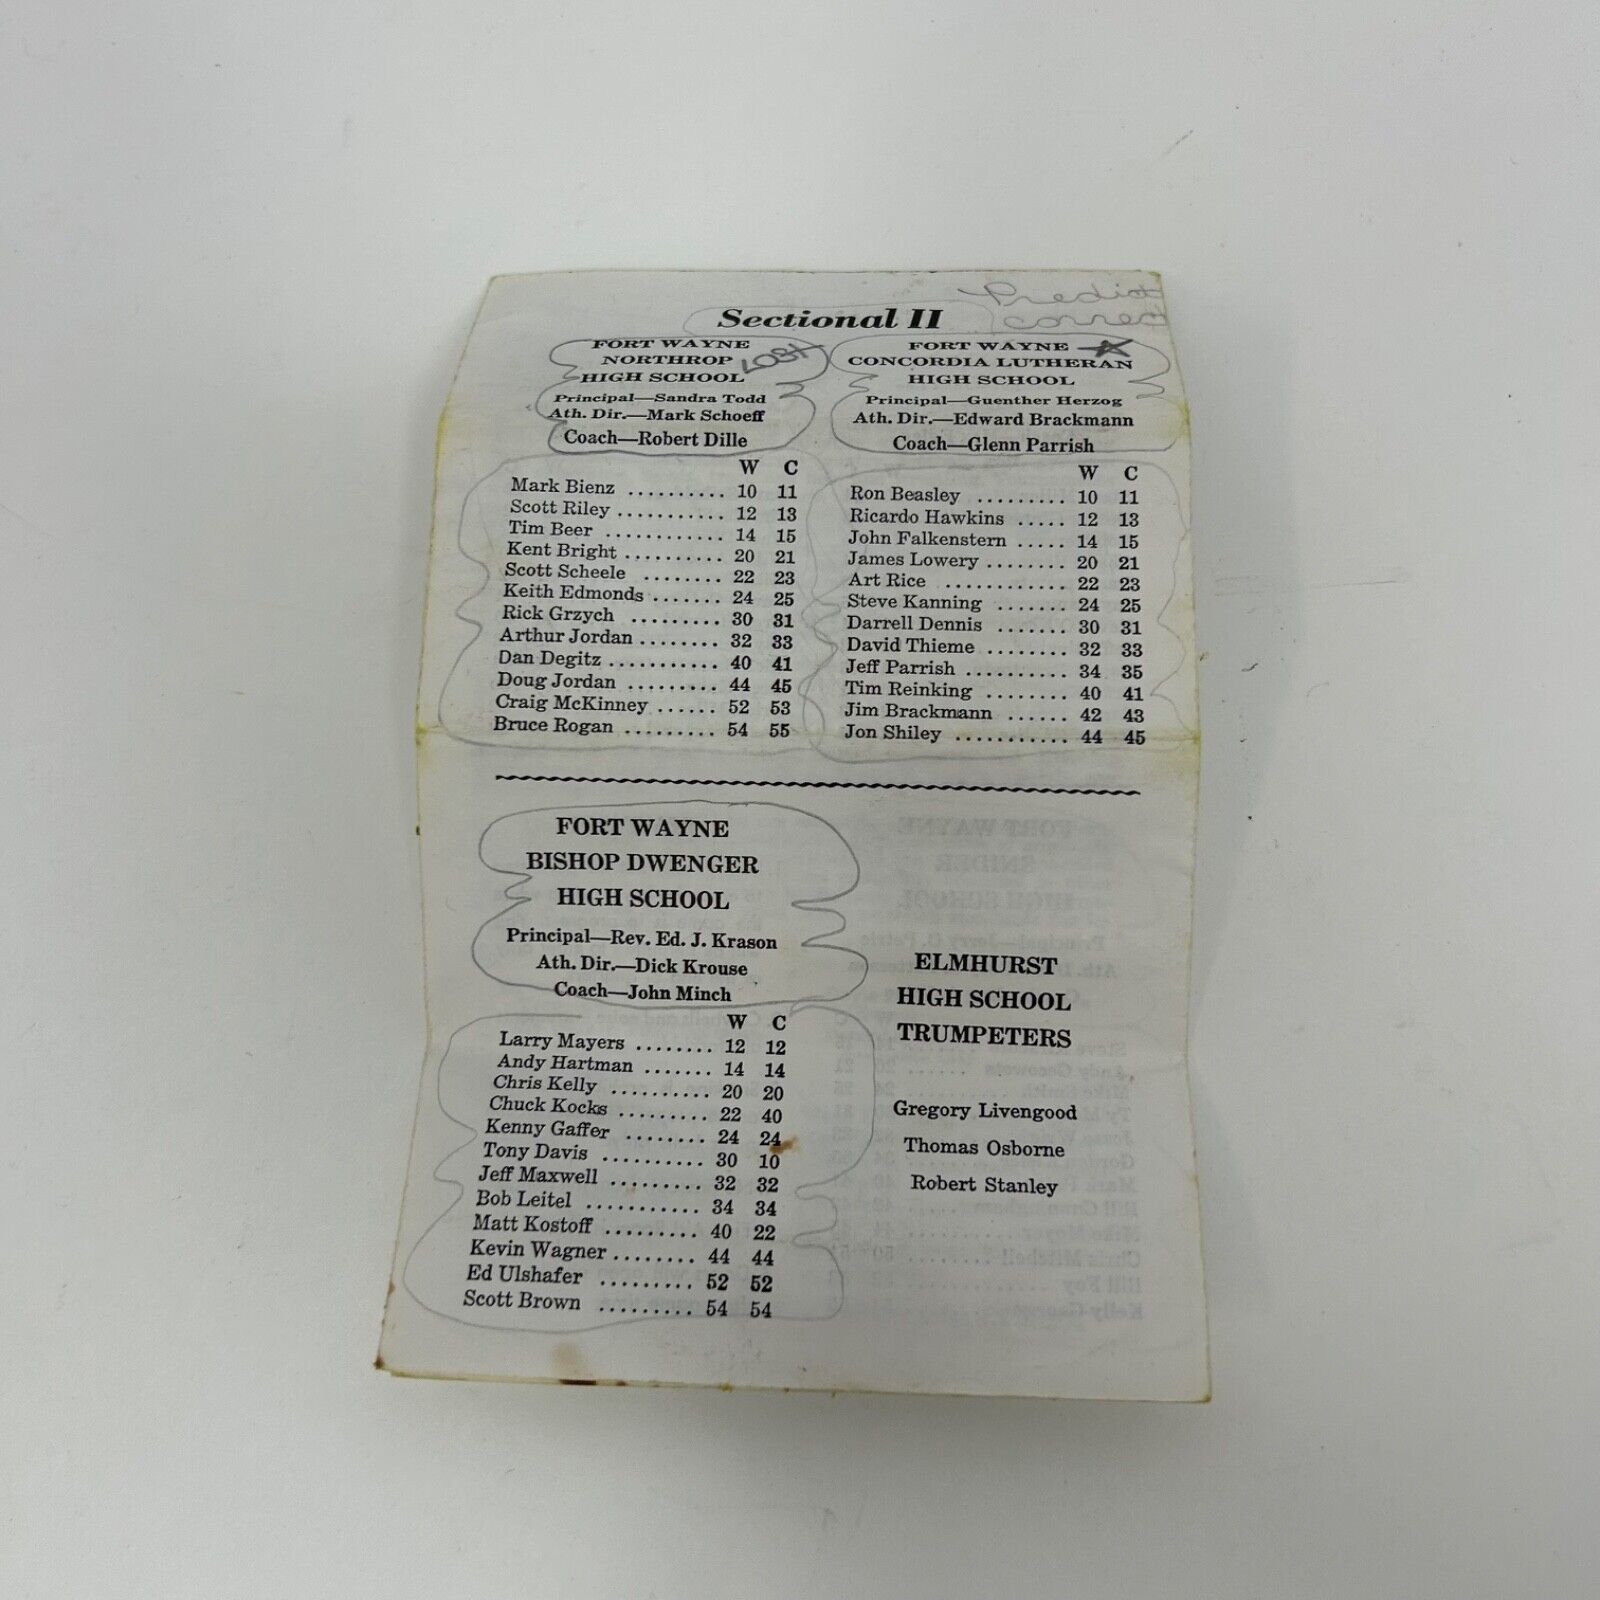 Predict
correct
Sectional II
FORT WAYNE
NORTHROP
HIGH SCHOOL
LOST
Principal—Sandra Todd
Ath. Dir.—Mark Schoeff
Coach—Robert Dille
W C
Mark Bienz .......... 10 11
Scott Riley ........... 12 13
Tim Beer ............ 14 15
Kent Bright .......... 20 21
Scott Scheele ........ 22 23
Keith Edmonds ....... 24 25
Rick Grzych ......... 30 31
Arthur Jordan ........ 32 33
Dan Degitz ........... 40 41
Doug Jordan ......... 44 45
Craig McKinney ...... 52 53
Bruce Rogan ......... 54 55
FORT WAYNE
CONCORDIA LUTHERAN
HIGH SCHOOL
Principal—Guenther Herzog
Ath. Dir.—Edward Brackmann
Coach—Glenn Parrish
W C
Ron Beasley ......... 10 11
Ricardo Hawkins ..... 12 13
John Falkenstern ..... 14 15
James Lowery ........ 20 21
Art Rice ............ 22 23
Steve Kanning ....... 24 25
Darrell Dennis ....... 30 31
David Thieme ........ 32 33
Jeff Parrish .......... 34 35
Tim Reinking ........ 40 41
Jim Brackmann ...... 42 43
Jon Shiley ........... 44 45
FORT WAYNE
BISHOP DWENGER
HIGH SCHOOL
Principal—Rev. Ed. J. Krason
Ath. Dir.—Dick Krouse
Coach—John Minch
W C
Larry Mayers ........ 12 12
Andy Hartman ....... 14 14
Chris Kelly .......... 20 20
Chuck Kocks ......... 22 40
Kenny Gaffer ........ 24 24
Tony Davis .......... 30 10
Jeff Maxwell ......... 32 32
Bob Leitel ........... 34 34
Matt Kostoff ......... 40 22
Kevin Wagner ........ 44 44
Ed Ulshafer ......... 52 52
Scott Brown ......... 54 54
ELMHURST
HIGH SCHOOL
TRUMPETERS
Gregory Livengood
Thomas Osborne
Robert Stanley